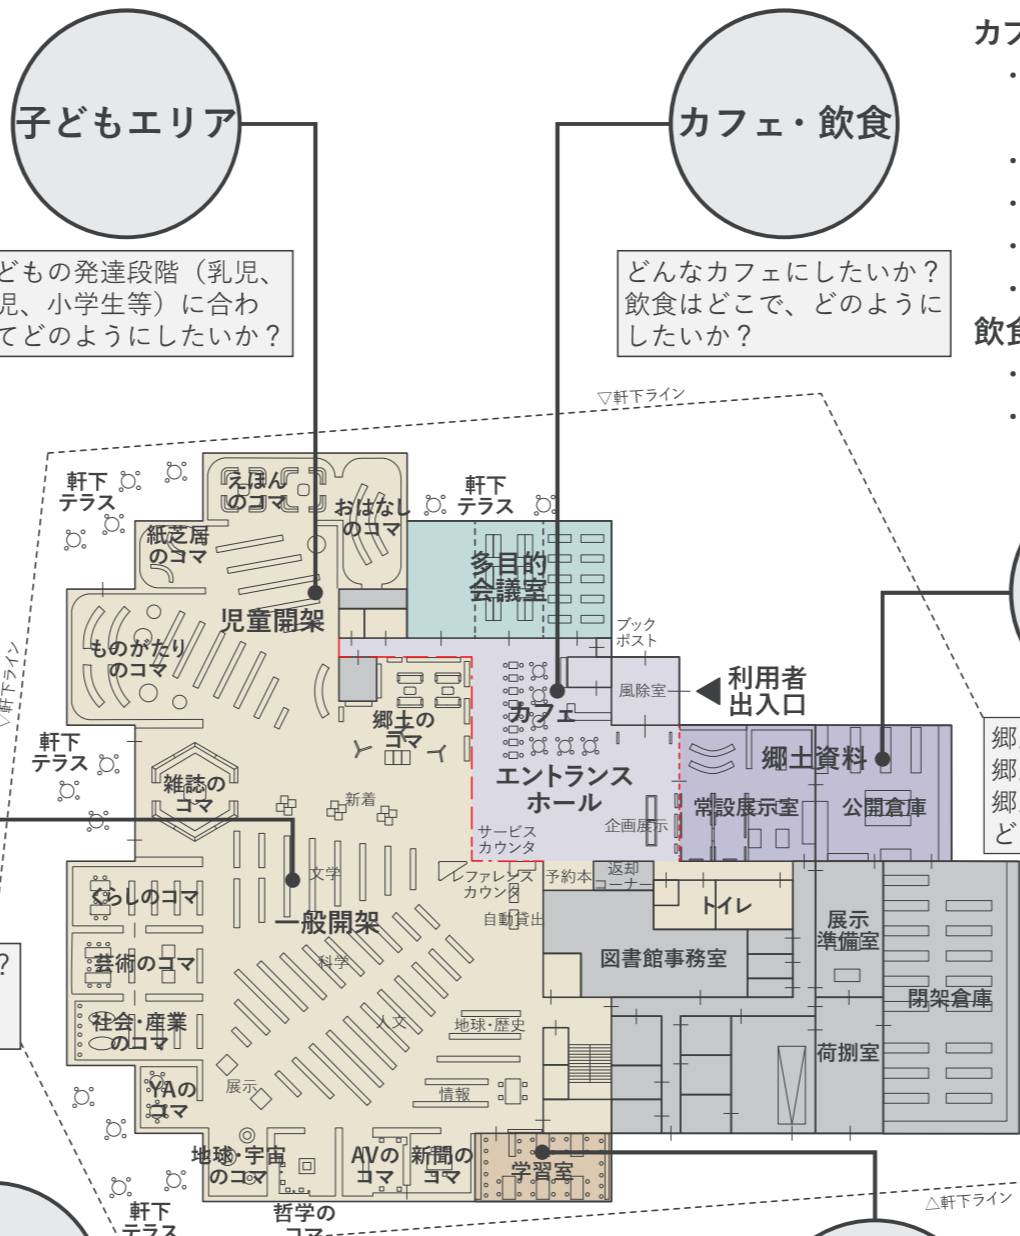 子どもエリア
カフェ・飲食
カフ
・
・
・
・
・
飲食
・
・
どもの発達段階（乳児、
児、小学生等）に合わ
てどのようにしたいか？
どんなカフェにしたいか？
飲食はどこで、どのように
したいか？
▽軒下ライン
軒下
テラス
えほん
のコマ
おはなし
のコマ
軒下
テラス
紙芝居
のコマ
多目的
会議室
児童開架
ブック
ポスト
ものがたり
のコマ
▽軒下ライン
風除室
利用者
出入口
カフェ
郷土の
コマ
軒下
テラス
雑誌の
コマ
新着
エントランス
ホール
郷土資料
常設展示室
公開倉庫
企画展示
サービス
カウンタ
郷
郷
郷
ど
文学
レファレンス
カウンタ
予約本
返却
コーナー
くらしのコマ
一般開架
自動貸出
トイレ
展示
準備室
芸術のコマ
科学
図書館事務室
閉架倉庫
？
社会・産業
のコマ
人文
地球・歴史
荷捌室
YAの
コマ
展示
情報
地球・宇宙
のコマ
AVの
コマ
新聞の
コマ
学習室
軒下
テラス
哲学の
コマ
△軒下ライン